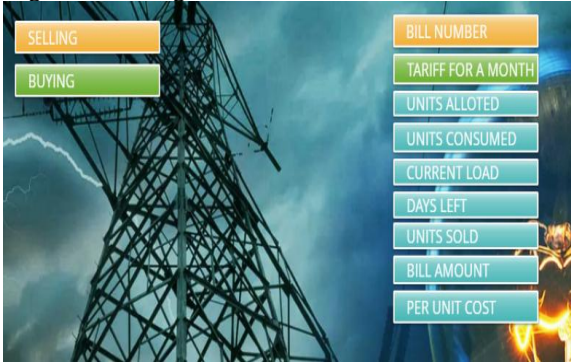 SELLING
BUYING
BILL NUMBER
TARIFF FOR A MONTH
UNITS ALLOTED
UNITS CONSUMED
CURRENT LOAD
DAYS LEFT
UNITS SOLD
BILL AMOUNT
PER UNIT COST